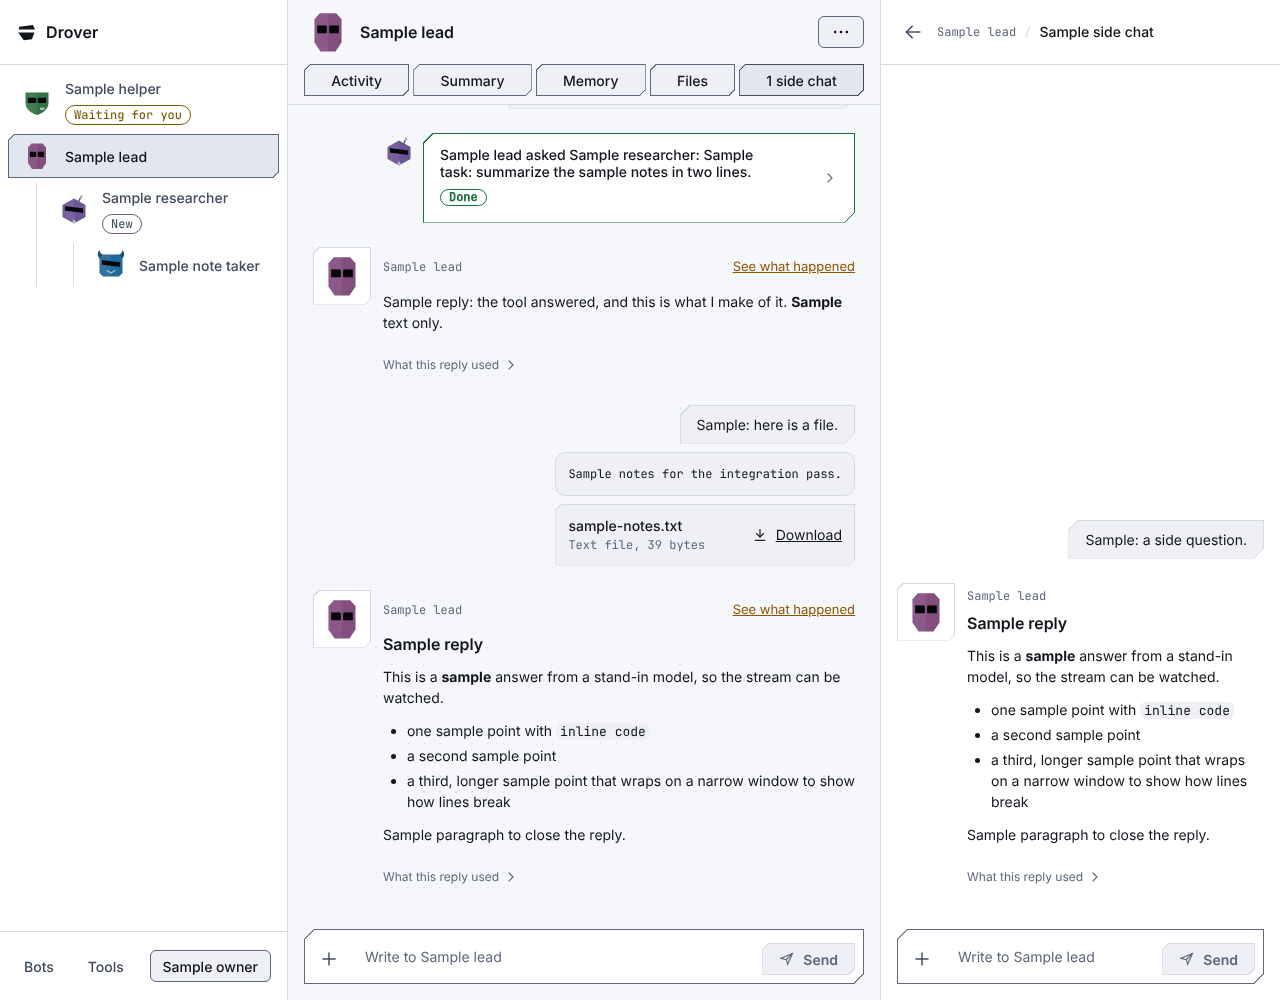 Drover
Sample helper
Waiting for you
Sample lead
Sample researcher
New
Sample note taker
Bots
Tools
Sample owner
Sample lead
...
Activity
Summary
Memory
Files
1 side chat
Sample lead asked Sample researcher: Sample
task: summarize the sample notes in two lines.
Done
Sample lead
See what happened
Sample reply: the tool answered, and this is what I make of it. Sample
text only.
What this reply used
Sample: here is a file.
Sample notes for the integration pass.
sample-notes.txt
Text file, 39 bytes
Download
Sample lead
See what happened
Sample reply
This is a sample answer from a stand-in model, so the stream can be
watched.
• one sample point with inline code
• a second sample point
• a third, longer sample point that wraps on a narrow window to show
how lines break
Sample paragraph to close the reply.
What this reply used
Write to Sample lead
Send
Sample lead / Sample side chat
Sample: a side question.
Sample lead
Sample reply
This is a sample answer from a stand-in
model, so the stream can be watched.
• one sample point with inline code
• a second sample point
• a third, longer sample point that wraps
on a narrow window to show how lines
break
Sample paragraph to close the reply.
What this reply used
Write to Sample lead
Send